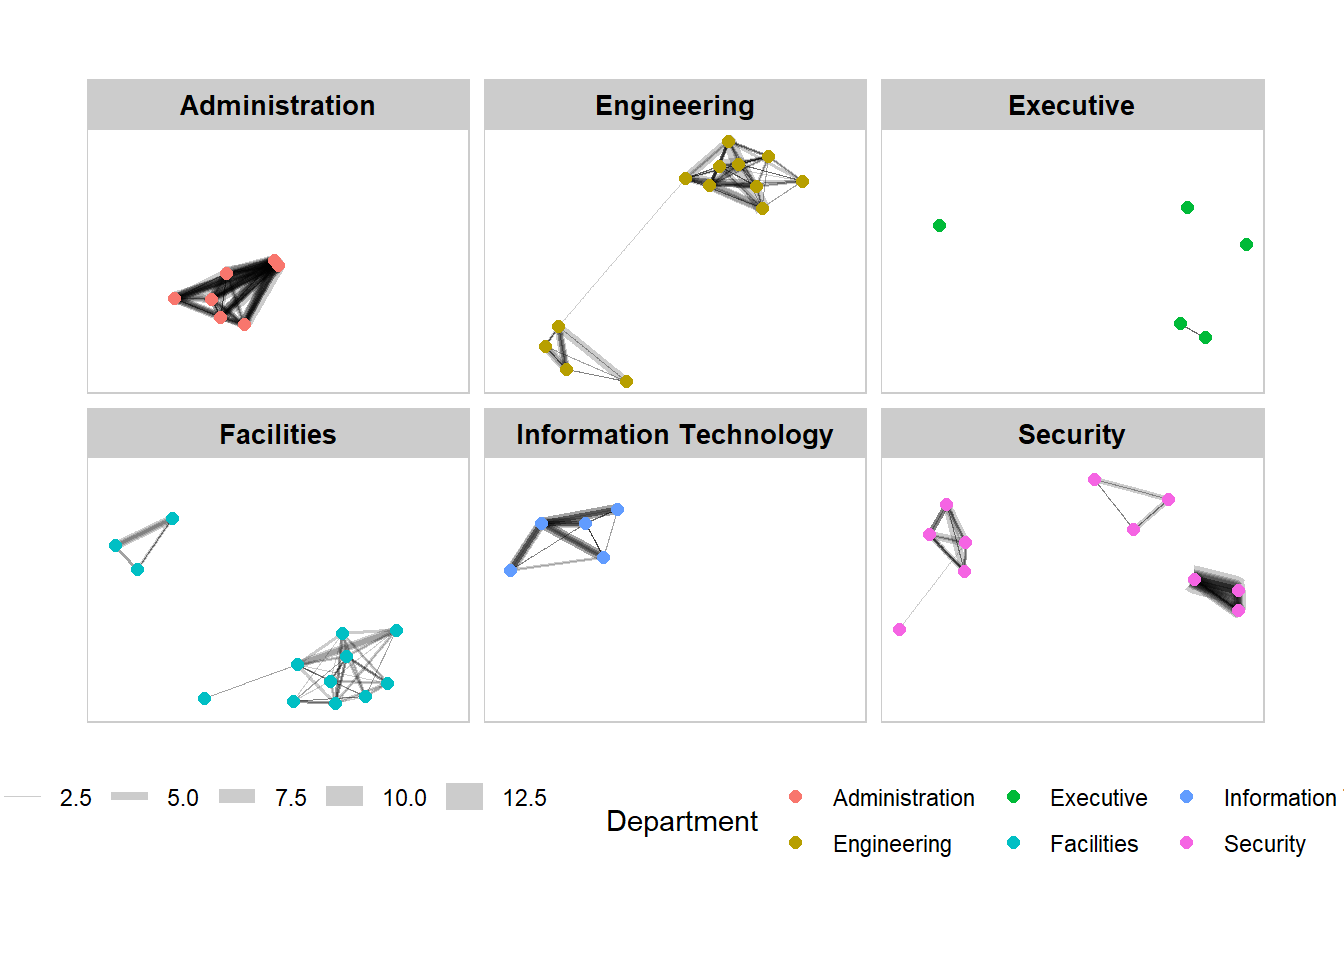 Administration
Engineering
Executive
Facilities
Information Technology
Security
2.5 5.0 7.5 10.0 12.5
Department
Administration Executive Information
Engineering Facilities Security